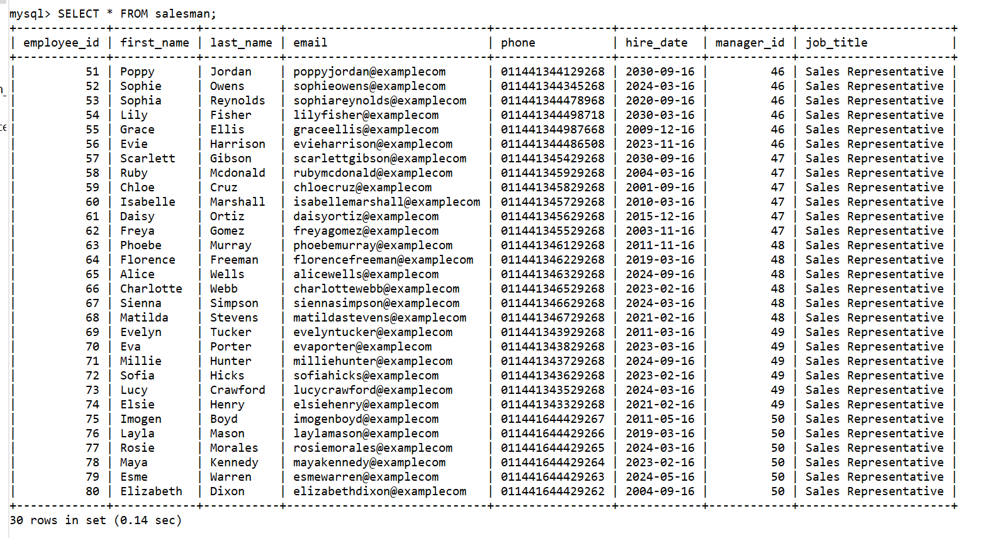 mysql> SELECT * FROM salesman;
+-------------+------------+-----------+-----------------------------+-----------------+------------+------------+----------------------+
| employee_id | first_name | last_name | email                       | phone           | hire_date  | manager_id | job_title            |
+-------------+------------+-----------+-----------------------------+-----------------+------------+------------+----------------------+
|          51 | Poppy      | Jordan    | poppyjordan@examplecom      | 011441344129268 | 2030-09-16 |         46 | Sales Representative |
|          52 | Sophie     | Owens     | sophieowens@examplecom      | 011441344345268 | 2024-03-16 |         46 | Sales Representative |
|          53 | Sophia     | Reynolds  | sophiareynolds@examplecom   | 011441344478968 | 2020-09-16 |         46 | Sales Representative |
|          54 | Lily       | Fisher    | lilyfisher@examplecom       | 011441344498718 | 2030-03-16 |         46 | Sales Representative |
|          55 | Grace      | Ellis     | graceellis@examplecom       | 011441344987668 | 2009-12-16 |         46 | Sales Representative |
|          56 | Evie       | Harrison  | evieharrison@examplecom     | 011441344486508 | 2023-11-16 |         46 | Sales Representative |
|          57 | Scarlett   | Gibson    | scarlettgibson@examplecom   | 011441345429268 | 2030-09-16 |         47 | Sales Representative |
|          58 | Ruby       | Mcdonald  | rubymcdonald@examplecom     | 011441345929268 | 2004-03-16 |         47 | Sales Representative |
|          59 | Chloe      | Cruz      | chloecruz@examplecom        | 011441345829268 | 2001-09-16 |         47 | Sales Representative |
|          60 | Isabelle   | Marshall  | isabellemarshall@examplecom | 011441345729268 | 2010-03-16 |         47 | Sales Representative |
|          61 | Daisy      | Ortiz     | daisyortiz@examplecom       | 011441345629268 | 2015-12-16 |         47 | Sales Representative |
|          62 | Freya      | Gomez     | freyagomez@examplecom       | 011441345529268 | 2003-11-16 |         47 | Sales Representative |
|          63 | Phoebe     | Murray    | phoebemurray@examplecom     | 011441346129268 | 2011-11-16 |         48 | Sales Representative |
|          64 | Florence   | Freeman   | florencefreeman@examplecom  | 011441346229268 | 2019-03-16 |         48 | Sales Representative |
|          65 | Alice      | Wells     | alicewells@examplecom       | 011441346329268 | 2024-09-16 |         48 | Sales Representative |
|          66 | Charlotte  | Webb      | charlottewebb@examplecom    | 011441346529268 | 2023-02-16 |         48 | Sales Representative |
|          67 | Sienna     | Simpson   | siennasimpson@examplecom    | 011441346629268 | 2024-03-16 |         48 | Sales Representative |
|          68 | Matilda    | Stevens   | matildastevens@examplecom   | 011441346729268 | 2021-02-16 |         48 | Sales Representative |
|          69 | Evelyn     | Tucker    | evelyntucker@examplecom     | 011441343929268 | 2011-03-16 |         49 | Sales Representative |
|          70 | Eva        | Porter    | evaporter@examplecom        | 011441343829268 | 2023-03-16 |         49 | Sales Representative |
|          71 | Millie     | Hunter    | milliehunter@examplecom     | 011441343729268 | 2024-09-16 |         49 | Sales Representative |
|          72 | Sofia      | Hicks     | sofiahicks@examplecom       | 011441343629268 | 2023-02-16 |         49 | Sales Representative |
|          73 | Lucy       | Crawford  | lucycrawford@examplecom     | 011441343529268 | 2024-03-16 |         49 | Sales Representative |
|          74 | Elsie      | Henry     | elsiehenry@examplecom       | 011441343329268 | 2021-02-16 |         49 | Sales Representative |
|          75 | Imogen     | Boyd      | imogenboyd@examplecom       | 011441644429267 | 2011-05-16 |         50 | Sales Representative |
|          76 | Layla      | Mason     | laylamason@examplecom       | 011441644429266 | 2019-03-16 |         50 | Sales Representative |
|          77 | Rosie      | Morales   | rosiemorales@examplecom     | 011441644429265 | 2024-03-16 |         50 | Sales Representative |
|          78 | Maya       | Kennedy   | mayakennedy@examplecom      | 011441644429264 | 2023-02-16 |         50 | Sales Representative |
|          79 | Esme       | Warren    | esmewarren@examplecom       | 011441644429263 | 2024-05-16 |         50 | Sales Representative |
|          80 | Elizabeth  | Dixon     | elizabethdixon@examplecom   | 011441644429262 | 2004-09-16 |         50 | Sales Representative |
+-------------+------------+-----------+-----------------------------+-----------------+------------+------------+----------------------+
30 rows in set (0.14 sec)